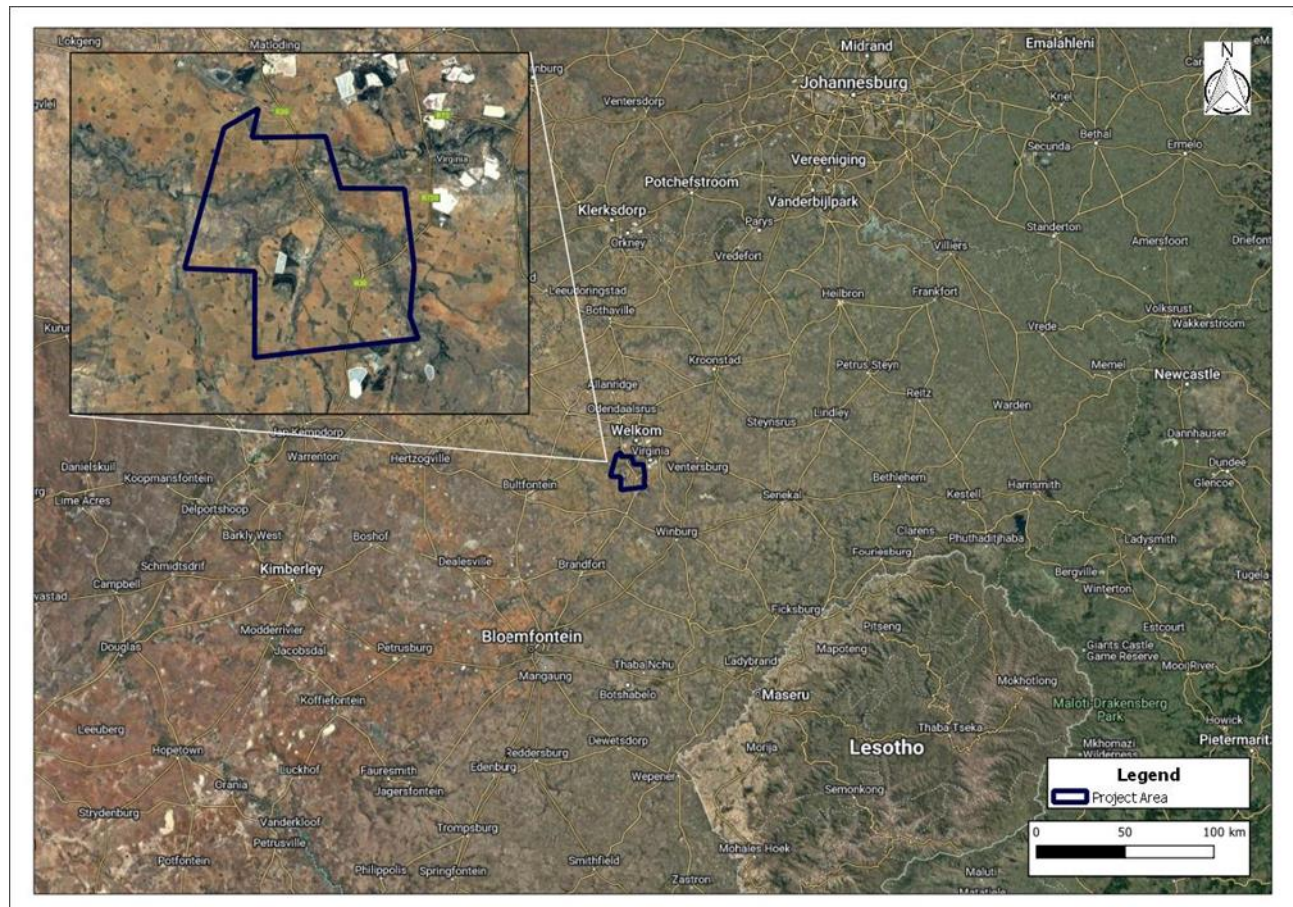 Lokgeng
Matloding
Midrand
Emalahleni
N
Johannesburg
Ventersdorp
Kriel
Bethal
Secunda
Ermelo
Virginia
Vereeniging
Potchefstroom
Vanderbijlpark
Klerksdorp
Orkney
Parys
Standerton
Vredefort
Villiers
Amersfoort
R30
Leeudoringstad
Heilbron
Frankfort
Bothaville
Volksrust
Wakkerstroom
Vrede
Kroonstad
Petrus Steyn
Memel
Newcastle
Allanridge
Reitz
Odendaalsrus
Lindley
Warden
Steynsrus
Welkom
Jan Kempdorp
Dannhauser
Virginia
Danielskuil
Warrenton
Hertzogville
Ventersburg
Koopmansfontein
Bultfontein
Bethlehem
Harrismith
Dundee
Glencoe
Lime Acres
Delportshoop
Senekal
Kestell
Barkly West
Boshof
Winburg
Clarens
Phuthaditjhaba
Ladysmith
Fouriesburg
Schmidtsdrif
Kimberley
Dealesville
Brandfort
Bergville
Tugela
Campbell
Winterton
Ficksburg
Modderrivier
Pitseng
Estcourt
Bloemfontein
Douglas
Jacobsdal
Petrusburg
Mapoteng
Giants Castle
Game Reserve
Mooi River
Thaba Nchu
Ladybrand
Mangaung
Botshabelo
Maseru
Mokhotlong
Koffiefontein
Maloti-Drakensberg
Park
Leeuberg
Thaba Tseka
Howick
Dewetsdorp
Morija
Lesotho
Mkhomazi
Wilderness
Pietermarit
Hopetown
Reddersburg
Luckhof
Fauresmith
Edenburg
Wepener
Orania
Jagersfontein
Semonkong
Legend
Project Area
Strydenburg
Vanderkloof
Trompsburg
0 50 100 km
Petrusville
Mohales Hoek
Potfontein
Philippolis
Springfontein
Smithfield
Zastron
Maluti
Matatiele